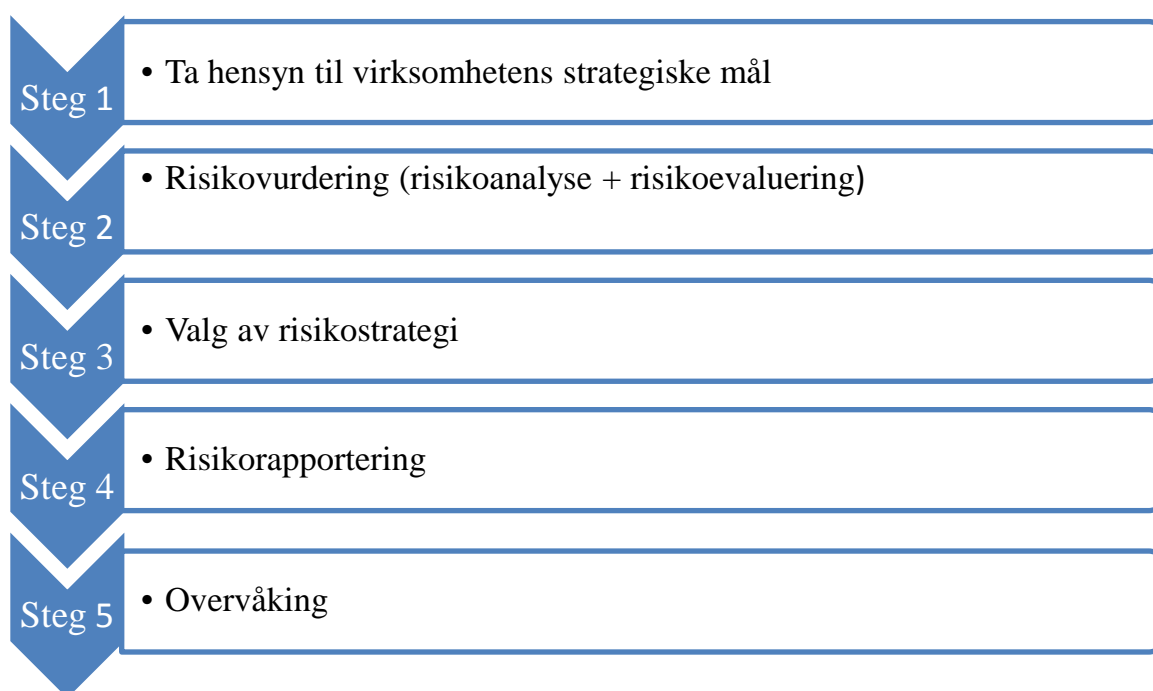 Steg 1
• Ta hensyn til virksomhetens strategiske mål
Steg 2
• Risikovurdering (risikoanalyse + risikoevaluering)
Steg 3
• Valg av risikostrategi
Steg 4
• Risikorapportering
Steg 5
• Overvåking